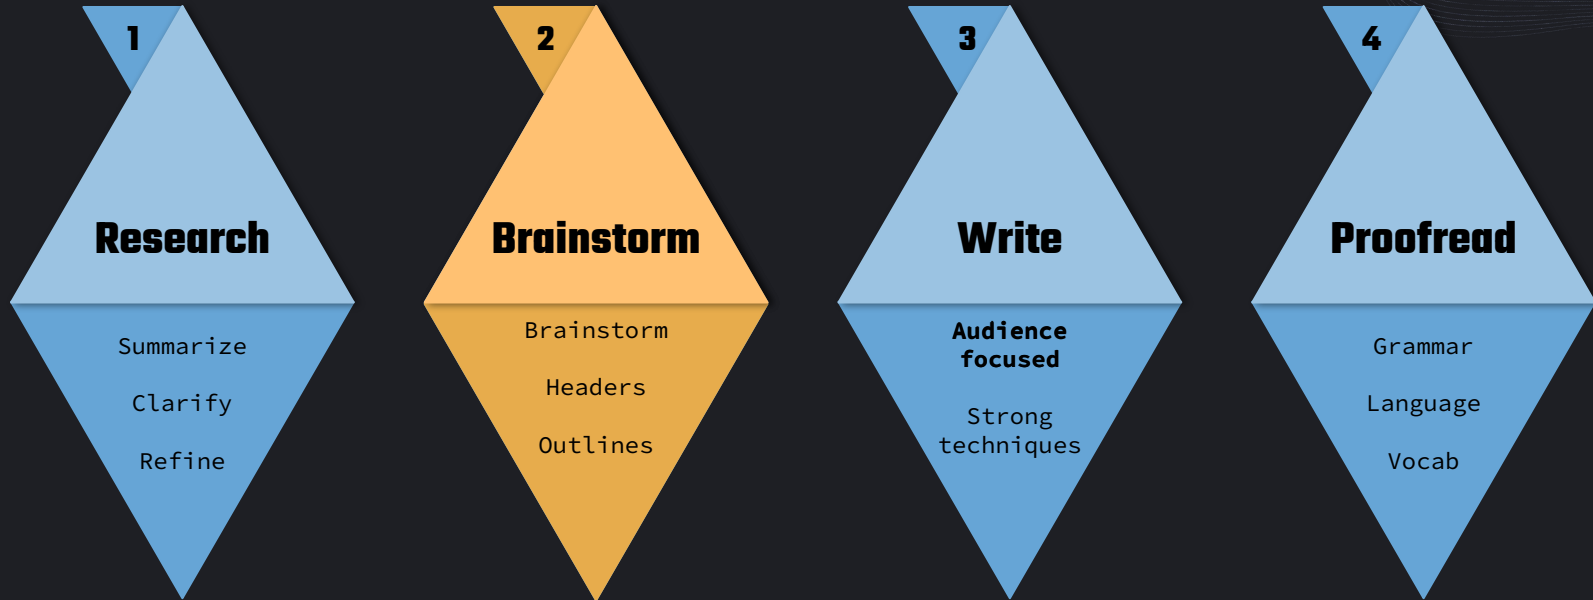 1
Research
Summarize
Clarify
Refine
2
Brainstorm
Brainstorm
Headers
Outlines
3
Write
Audience
focused
Strong
techniques
4
Proofread
Grammar
Language
Vocab